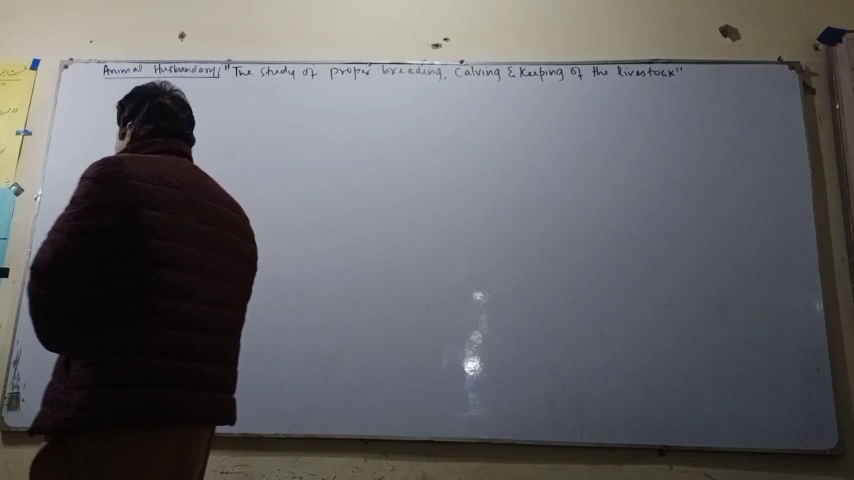 Animal Husbandary: "The study of proper breeding, Calving & Keeping of the livestock"